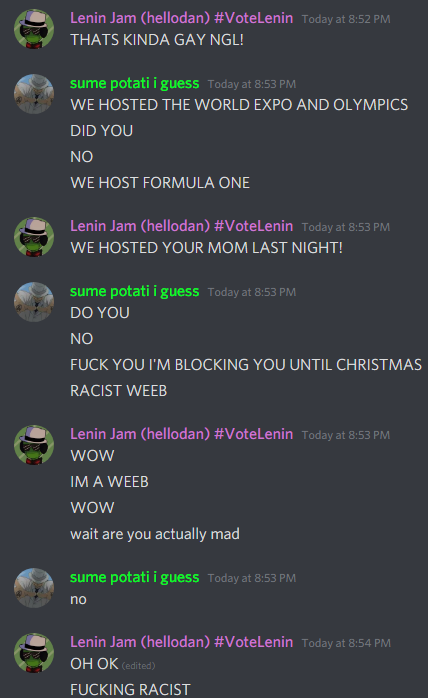 Lenin Jam (hellodan) #VoteLenin Today at 8:52 PM
THATS KINDA GAY NGL!
sume potati i guess Today at 8:53 PM
WE HOSTED THE WORLD EXPO AND OLYMPICS
DID YOU
NO
WE HOST FORMULA ONE
Lenin Jam (hellodan) #VoteLenin Today at 8:53 PM
WE HOSTED YOUR MOM LAST NIGHT!
sume potati i guess Today at 8:53 PM
DO YOU
NO
FUCK YOU I'M BLOCKING YOU UNTIL CHRISTMAS
RACIST WEEB
Lenin Jam (hellodan) #VoteLenin Today at 8:53 PM
WOW
IM A WEEB
WOW
wait are you actually mad
sume potati i guess Today at 8:53 PM
no
Lenin Jam (hellodan) #VoteLenin Today at 8:54 PM
OH OK (edited)
FUCKING RACIST